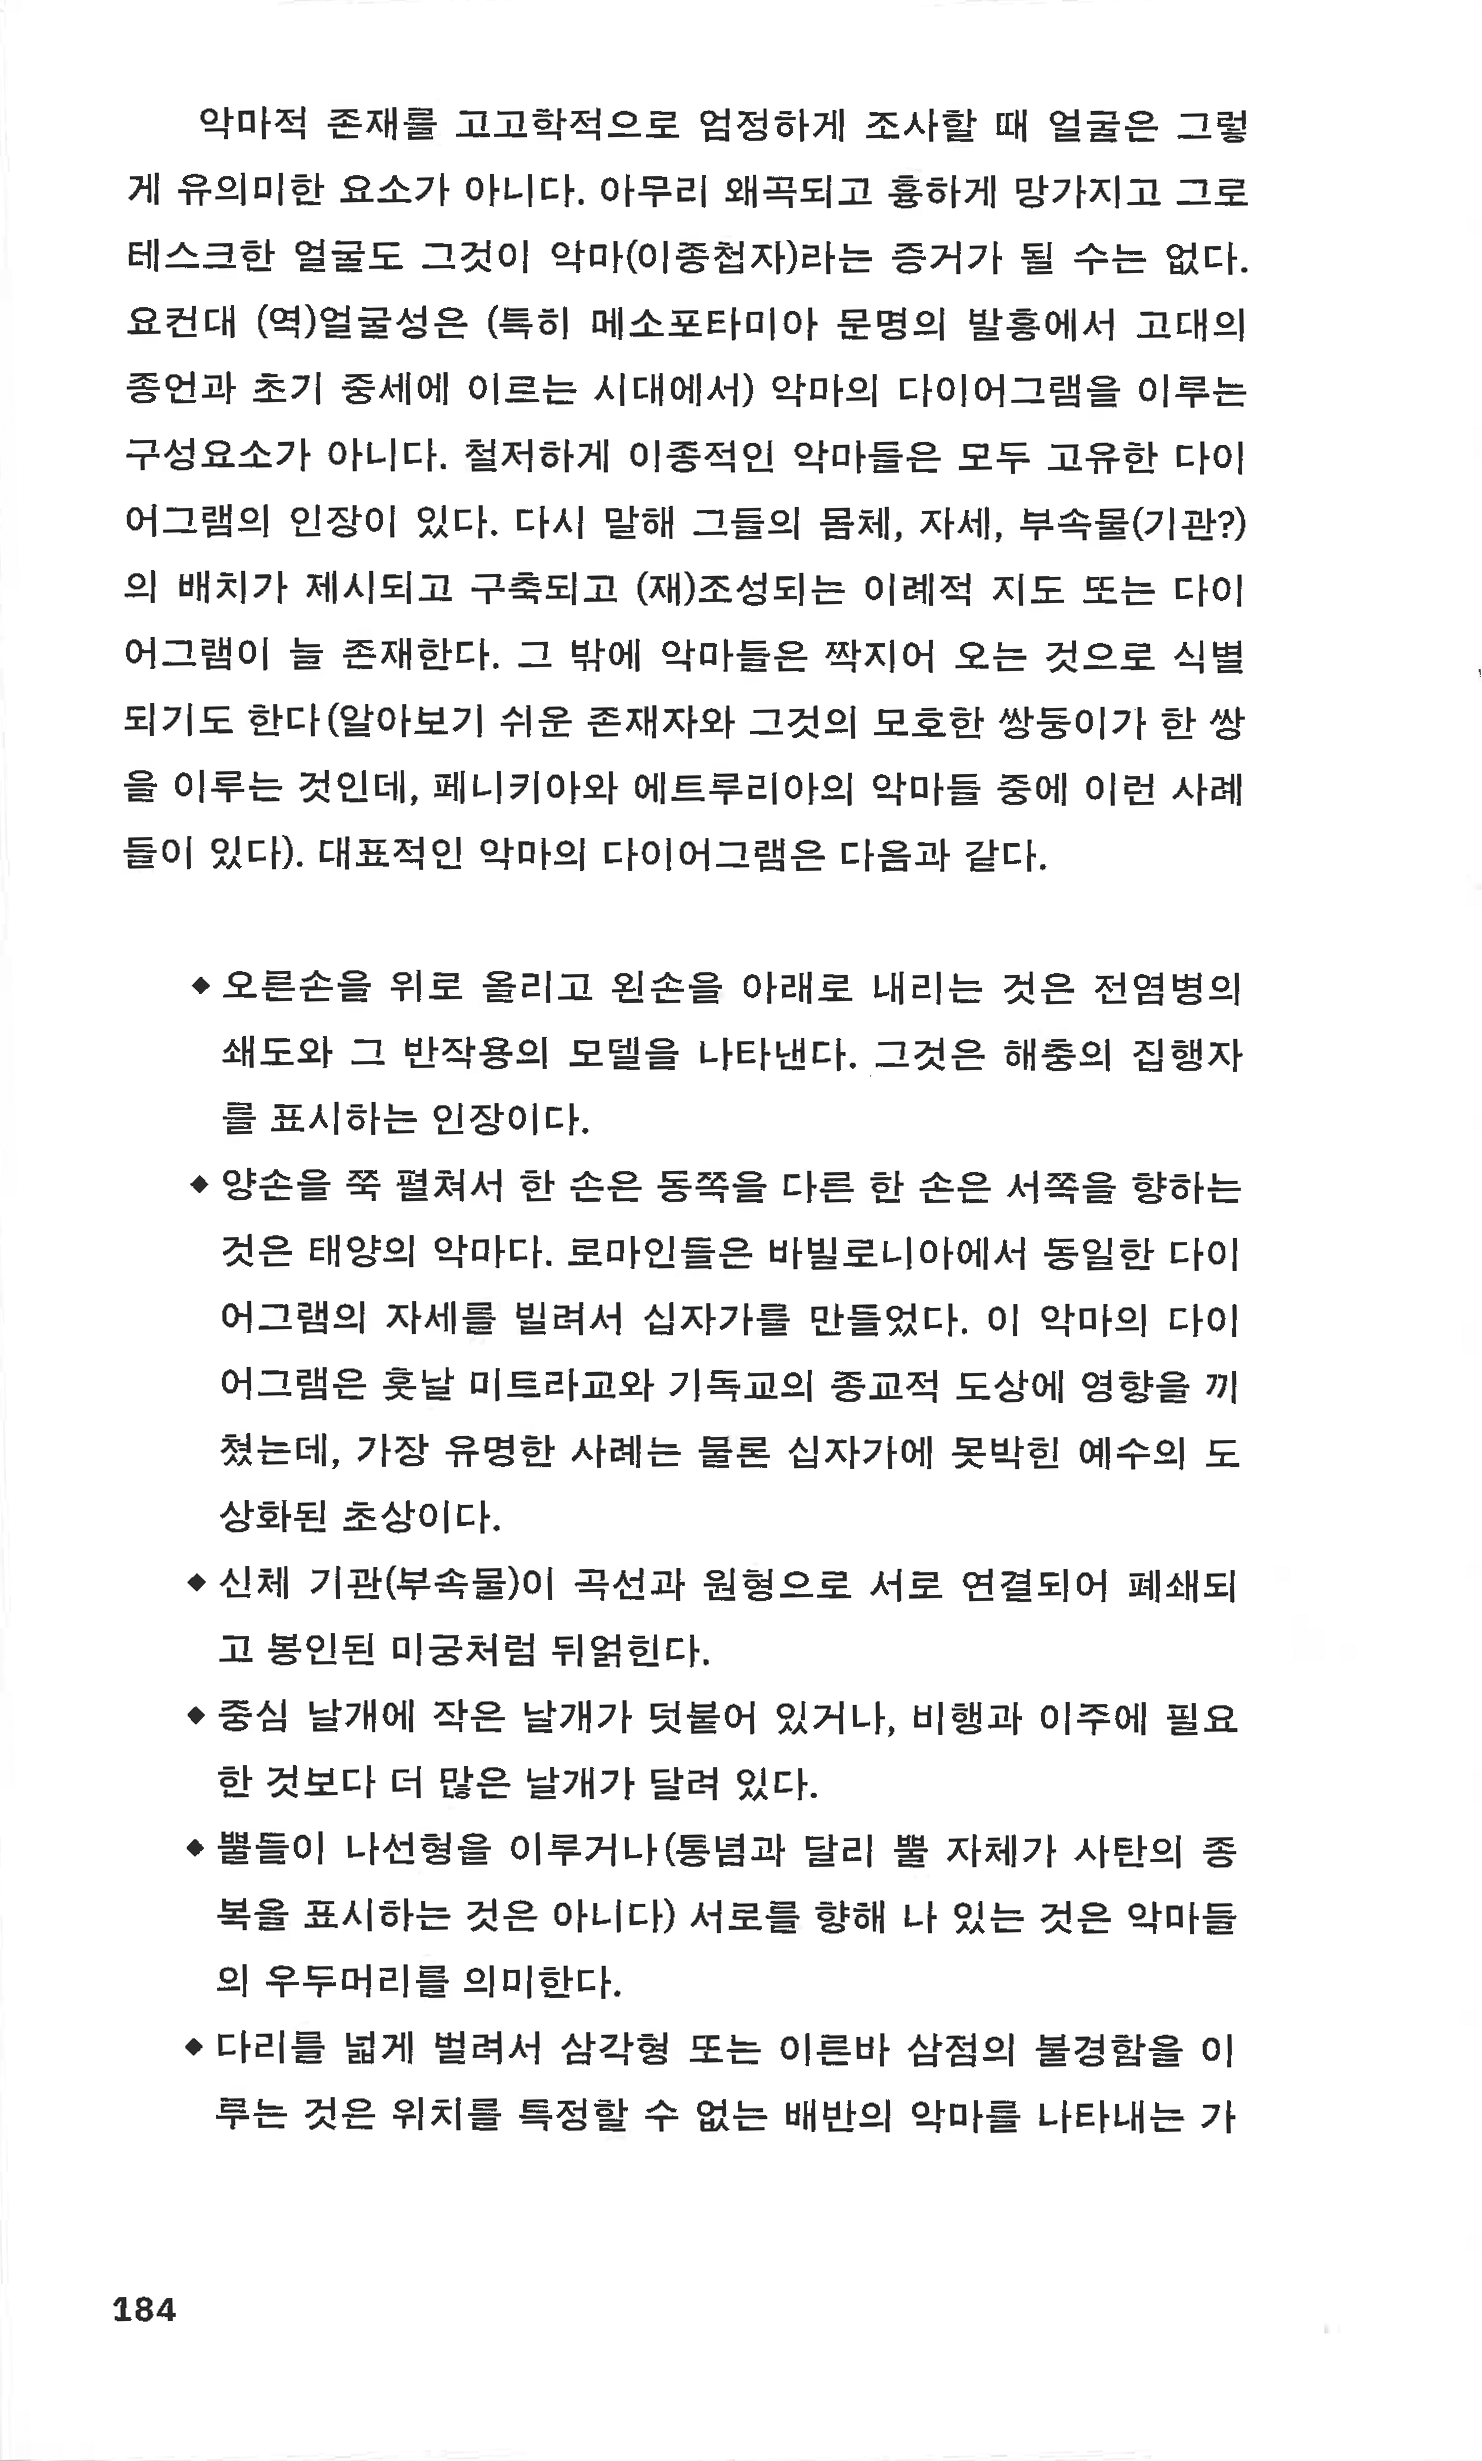 악마적 존재를 고고학적으로 엄정하게 조사할 때 얼굴은 그렇
게 유의미한 요소가 아니다. 아무리 왜곡되고 흉하게 망가지고 그로
테스크한 얼굴도 그것이 악마(이종첩자)라는 증거가 될 수는 없다.
요컨대 (역)얼굴성은 (특히 메소포타미아 문명의 발흥에서 고대의
종언과 초기 중세에 이르는 시대에서) 악마의 다이어그램을 이루는
구성요소가 아니다. 철저하게 이종적인 악마들은 모두 고유한 다이
어그램의 인장이 있다. 다시 말해 그들의 몸체, 자세, 부속물(기관?)
의 배치가 제시되고 구축되고 (재)조성되는 이례적 지도 또는 다이
어그램이 늘 존재한다. 그 밖에 악마들은 짝지어 오는 것으로 식별
되기도 한다(알아보기 쉬운 존재자와 그것의 모호한 쌍둥이가 한 쌍
을 이루는 것인데, 페니키아와 에트루리아의 악마들 중에 이런 사례
들이 있다). 대표적인 악마의 다이어그램은 다음과 같다.
◆ 오른손을 위로 올리고 왼손을 아래로 내리는 것은 전염병의
쇄도와 그 반작용의 모델을 나타낸다. 그것은 해충의 집행자
를 표시하는 인장이다.
◆ 양손을 쭉 펼쳐서 한 손은 동쪽을 다른 한 손은 서쪽을 향하는
것은 태양의 악마다. 로마인들은 바빌로니아에서 동일한 다이
어그램의 자세를 빌려서 십자가를 만들었다. 이 악마의 다이
어그램은 훗날 미트라교와 기독교의 종교적 도상에 영향을 끼
쳤는데, 가장 유명한 사례는 물론 십자가에 못박힌 예수의 도
상화된 초상이다.
◆ 신체 기관(부속물)이 곡선과 원형으로 서로 연결되어 폐쇄되
고 봉인된 미궁처럼 뒤얽힌다.
◆ 중심 날개에 작은 날개가 덧붙어 있거나, 비행과 이주에 필요
한 것보다 더 많은 날개가 달려 있다.
◆ 뿔들이 나선형을 이루거나(통념과 달리 뿔 자체가 사탄의 종
복을 표시하는 것은 아니다) 서로를 향해 나 있는 것은 악마들
의 우두머리를 의미한다.
◆ 다리를 넓게 벌려서 삼각형 또는 이른바 삼점의 불경함을 이
루는 것은 위치를 특정할 수 없는 배반의 악마를 나타내는 가
184